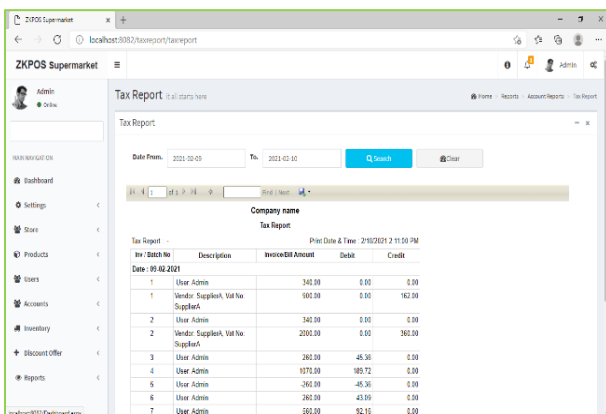 ZKPOS Supermarket
localhost:8082/taxreport/taxreport
ZKPOS Supermarket
0
Admin
Admin
Online
Tax Report It all starts here
Home > Reports > Account Reports > Tax Report
Tax Report
MAIN NAVIGATION
Dashboard
Settings
Store
Products
Users
Accounts
Inventory
Discount Offer
Reports
Date From. 2021-02-09 To. 2021-02-10 Search Clear
1 of 1 Find | Next
Company name
Tax Report
Tax Report - Print Date & Time : 2/10/2021 2:11:00 PM
Inv / Batch No Description Invoice/Bill Amount Debit Credit
Date : 09-02-2021
1 User: Admin 340.00 0.00 0.00
1 Vendor: SupplierA, Vat No: SupplierA 900.00 0.00 162.00
2 User: Admin 340.00 0.00 0.00
2 Vendor: SupplierA, Vat No: SupplierA 2000.00 0.00 360.00
3 User: Admin 260.00 45.36 0.00
4 User: Admin 1070.00 189.72 0.00
5 User: Admin -260.00 -45.36 0.00
6 User: Admin 260.00 43.09 0.00
7 User: Admin 560.00 92.16 0.00